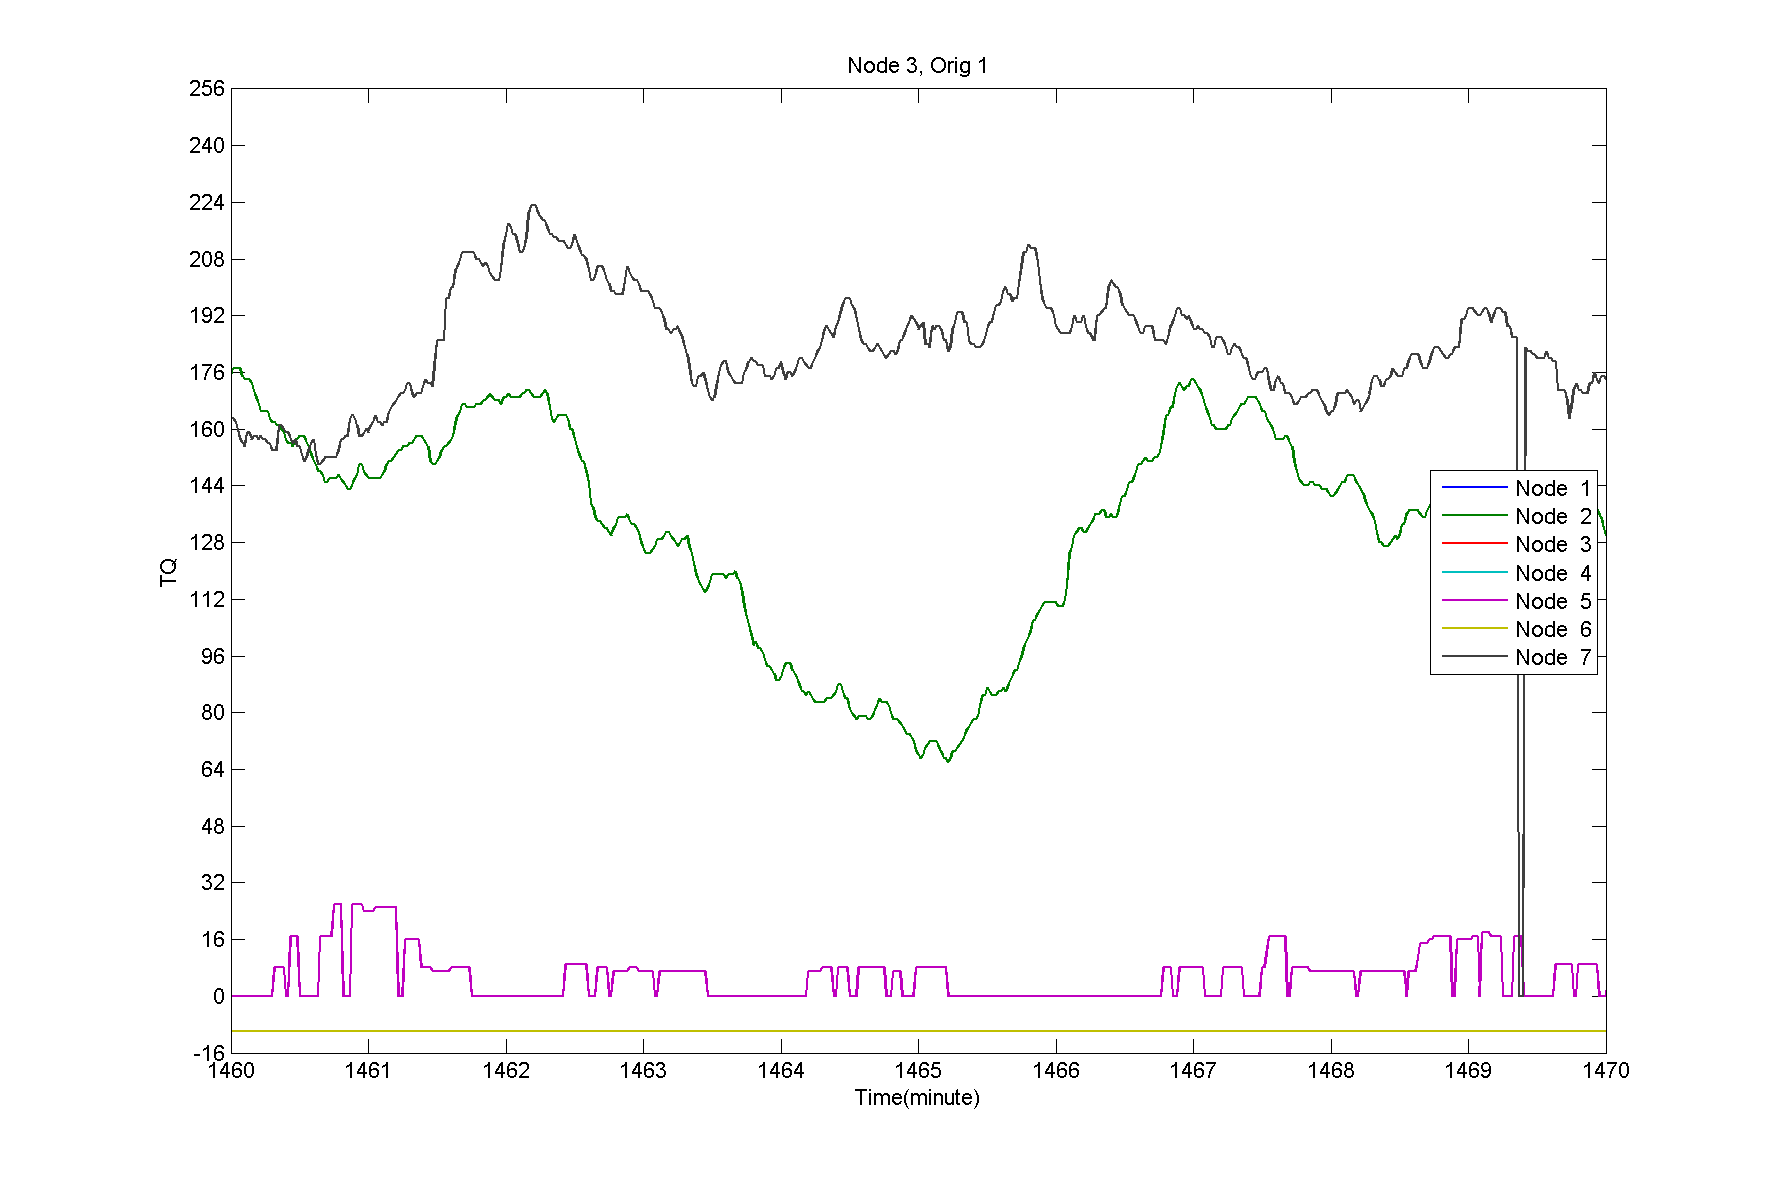 Node 3, Orig 1
256
240
224
208
192
176
160
144
128
112
96
80
64
48
32
16
0
-16
TQ
Node 1
Node 2
Node 3
Node 4
Node 5
Node 6
Node 7
1460 1461 1462 1463 1464 1465 1466 1467 1468 1469 1470
Time(minute)